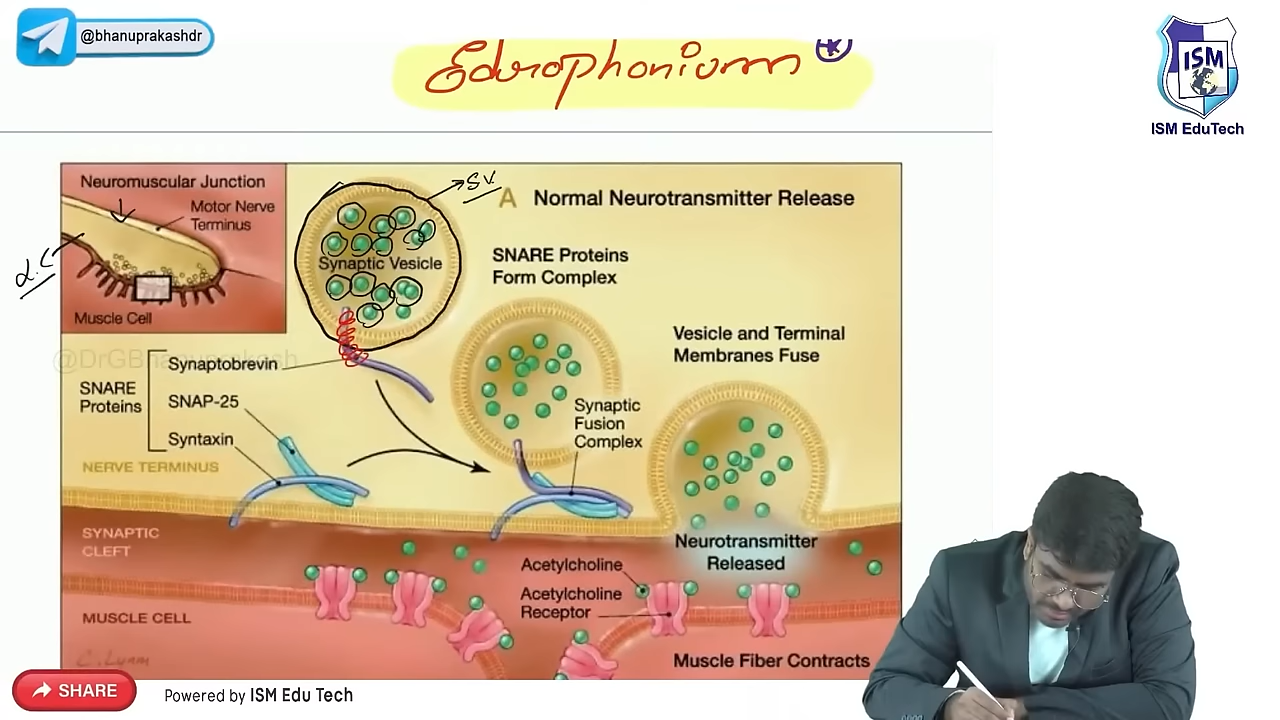 @bhanuprakashdr
Edrophonium
ISM
ISM EduTech
Neuromuscular Junction
Motor Nerve
Terminus
Muscle Cell
S.V.
Synaptic Vesicle
A Normal Neurotransmitter Release
SNARE Proteins
Form Complex
Vesicle and Terminal
Membranes Fuse
@DrGBhanuprakash
SNARE
Proteins
Synaptobrevin
SNAP-25
Syntaxin
Synaptic
Fusion
Complex
NERVE TERMINUS
SYNAPTIC
CLEFT
Neurotransmitter
Released
Acetylcholine
Acetylcholine
Receptor
MUSCLE CELL
C. Lynm
Muscle Fiber Contracts
SHARE
Powered by ISM Edu Tech